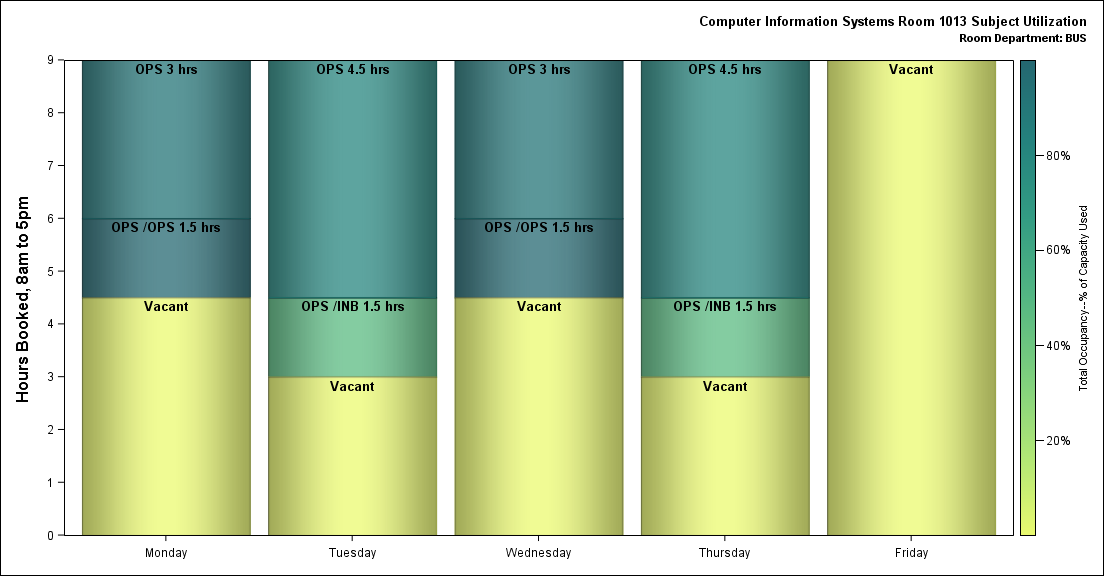 Computer Information Systems Room 1013 Subject Utilization
Room Department: BUS
Hours Booked, 8am to 5pm
9
8
7
6
5
4
3
2
1
0
OPS 3 hrs
OPS /OPS 1.5 hrs
Vacant
OPS 4.5 hrs
OPS /INB 1.5 hrs
Vacant
OPS 3 hrs
OPS /OPS 1.5 hrs
Vacant
OPS 4.5 hrs
OPS /INB 1.5 hrs
Vacant
Vacant
Monday
Tuesday
Wednesday
Thursday
Friday
80%
60%
40%
20%
Total Occupancy--% of Capacity Used